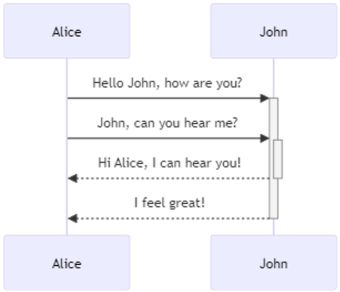 Alice
John
Hello John, how are you?
John, can you hear me?
Hi Alice, I can hear you!
I feel great!
Alice
John